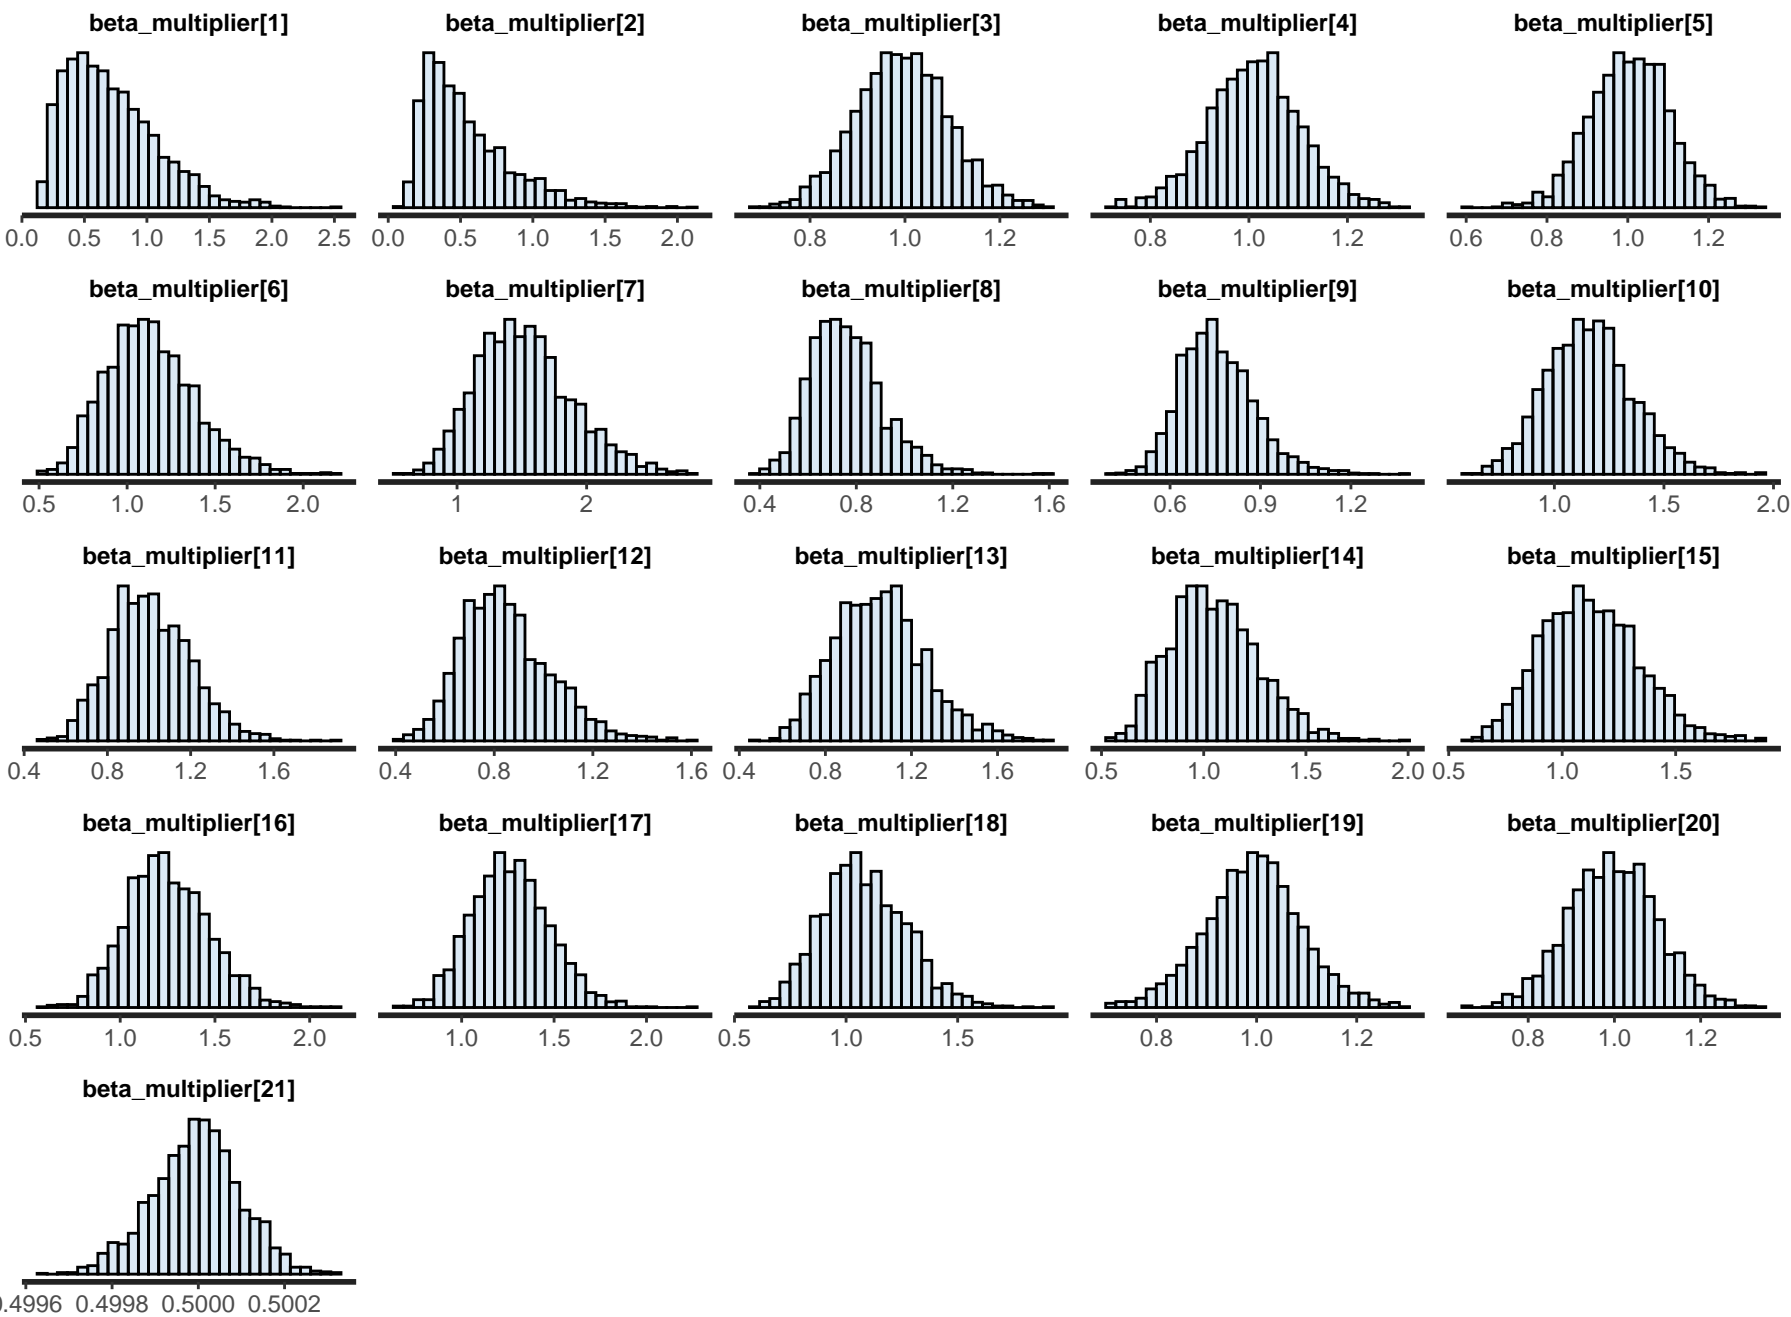 beta_multiplier[1] beta_multiplier[2] beta_multiplier[3] beta_multiplier[4] beta_multiplier[5]
0.0 0.5 1.0 1.5 2.0 2.5 0.0 0.5 1.0 1.5 2.0 0.8 1.0 1.2 0.8 1.0 1.2 0.6 0.8 1.0 1.2
beta_multiplier[6] beta_multiplier[7] beta_multiplier[8] beta_multiplier[9] beta_multiplier[10]
0.5 1.0 1.5 2.0 1 2 0.4 0.8 1.2 1.6 0.6 0.9 1.2 1.0 1.5 2.0
beta_multiplier[11] beta_multiplier[12] beta_multiplier[13] beta_multiplier[14] beta_multiplier[15]
0.4 0.8 1.2 1.6 0.4 0.8 1.2 1.6 0.4 0.8 1.2 1.6 0.5 1.0 1.5 2.0 0.5 1.0 1.5
beta_multiplier[16] beta_multiplier[17] beta_multiplier[18] beta_multiplier[19] beta_multiplier[20]
0.5 1.0 1.5 2.0 1.0 1.5 2.0 0.5 1.0 1.5 0.8 1.0 1.2 0.8 1.0 1.2
beta_multiplier[21]
0.4996 0.4998 0.5000 0.5002